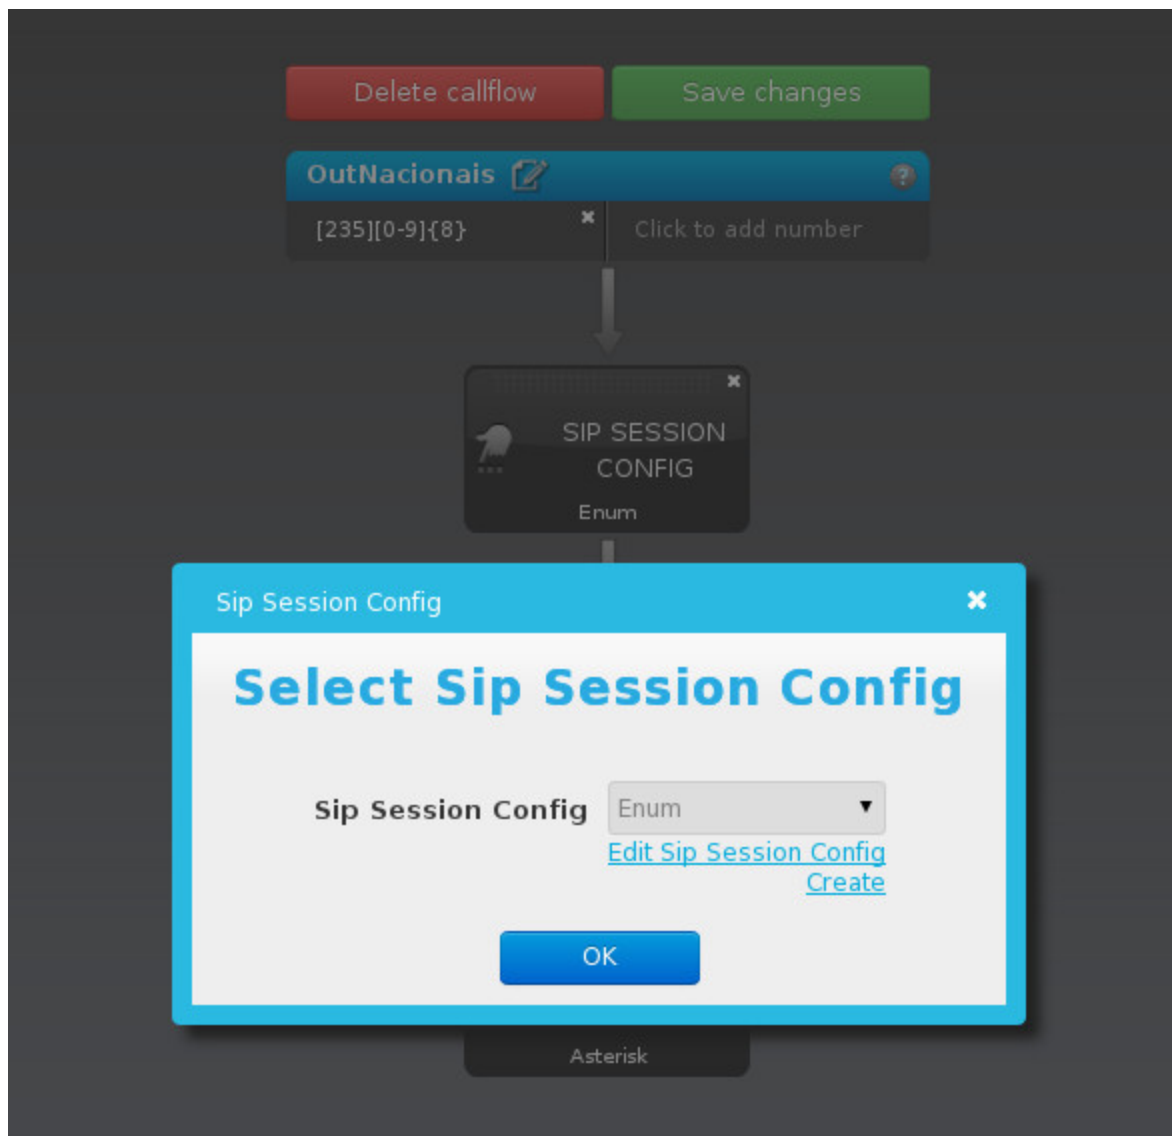 Delete callflow
Save changes
OutNacionais
?
[235][0-9]{8}
Click to add number
SIP SESSION
CONFIG
Enum
Sip Session Config
Select Sip Session Config
Sip Session Config
Enum
Edit Sip Session Config
Create
OK
Asterisk